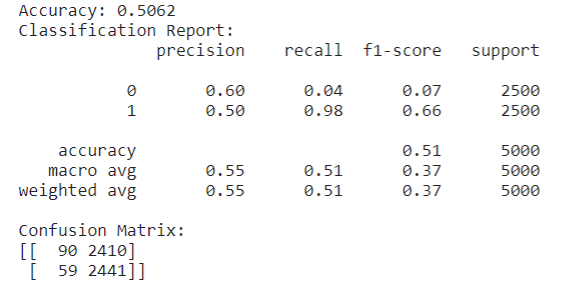 Accuracy: 0.5062
Classification Report:
              precision    recall  f1-score   support

           0       0.60      0.04      0.07      2500
           1       0.50      0.98      0.66      2500

    accuracy                           0.51      5000
   macro avg       0.55      0.51      0.37      5000
weighted avg       0.55      0.51      0.37      5000

Confusion Matrix:
[[  90 2410]
 [  59 2441]]